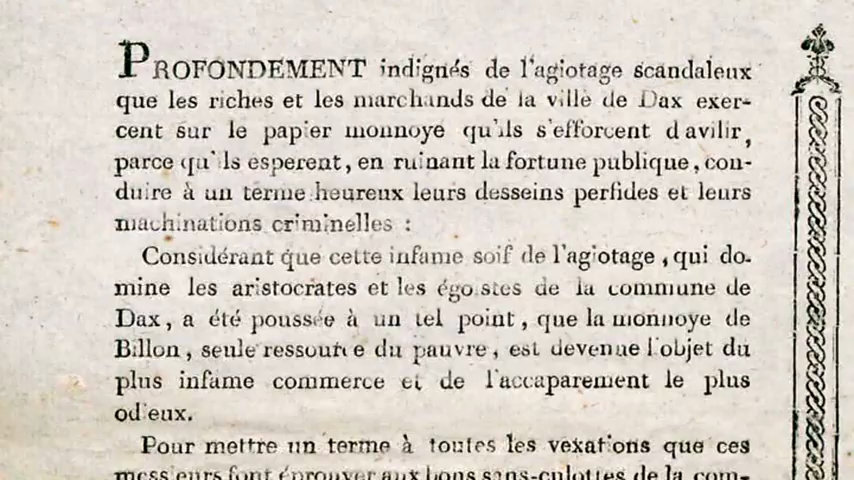 PROFONDEMENT indignés de l'agiotage scandaleux
que les riches et les marchands de la ville de Dax exer-
cent sur le papier monnoye qu'ils s'efforcent d'avilir,
parce qu'ils esperent, en ruinant la fortune publique, con-
duire à un terme heureux leurs desseins perfides et leurs
machinations criminelles :
Considérant que cette infame soif de l'agiotage, qui do-
mine les aristocrates et les égoistes de la commune de
Dax, a été poussée à un tel point, que la monnoye de
Billon, seule ressource du pauvre, est devenue l'objet du
plus infame commerce et de l'accaparement le plus
odieux.
Pour mettre un terme à toutes les vexations que ces
messieurs font éprouver aux bons sans-culottes de la com-